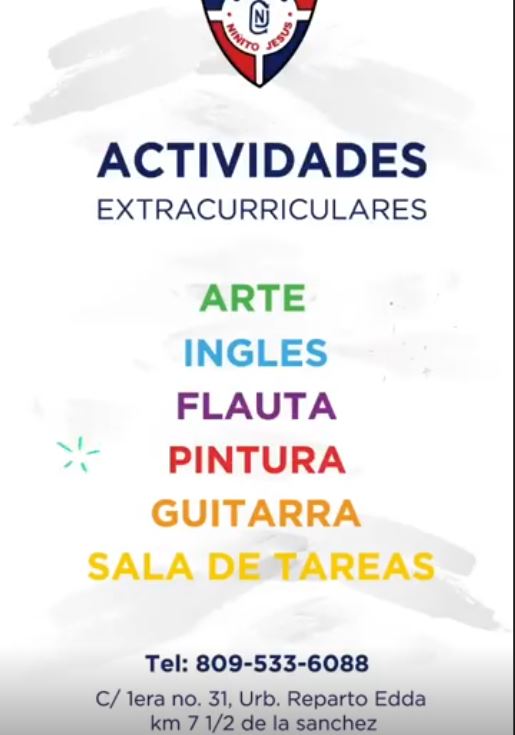 CNJ
NIÑITO JESUS
ACTIVIDADES
EXTRACURRICULARES
ARTE
INGLES
FLAUTA
PINTURA
GUITARRA
SALA DE TAREAS
Tel: 809-533-6088
C/ 1era no. 31, Urb. Reparto Edda
km 7 1/2 de la sanchez